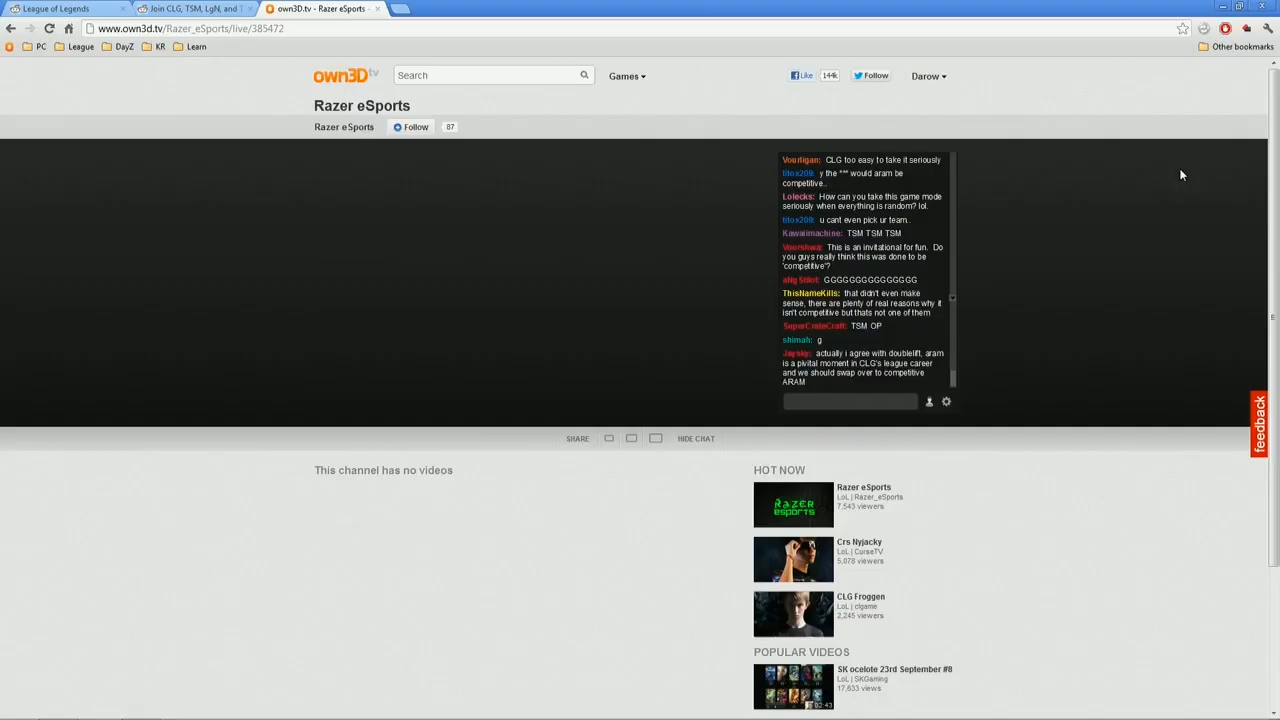 League of Legends
Join CLG, TSM, LgN, and T
own3d.tv - Razer eSports -
www.own3d.tv/Razer_eSports/live/385472
PC
League
DayZ
KR
Learn
Other bookmarks
own3D tv
Search
Games
Like
144k
Follow
Darow
Razer eSports
Razer eSports
Follow
87
Vourligan: CLG too easy to take it seriously
titox209: y the *** would aram be
competitive..
Lolecks: How can you take this game mode
seriously when everything is random? lol.
titox209: u cant even pick ur team..
Kawaiimachine: TSM TSM TSM
This is an invitational for fun. Do
you guys really think this was done to be
'competitive'?
GGGGGGGGGGGGGGG
ThisNameKills: that didn't even make
sense, there are plenty of real reasons why it
isn't competitive but thats not one of them
SuperCrateCraft: TSM OP
shimah: g
actually i agree with doublelift, aram
is a pivital moment in CLG's league career
and we should swap over to competitive
ARAM
feedback
SHARE
HIDE CHAT
This channel has no videos
HOT NOW
RAZER
esports
Razer eSports
LoL | Razer_eSports
7,543 viewers
Crs Nyjacky
LoL | CurseTV
5,078 viewers
CLG Froggen
LoL | clgame
2,245 viewers
POPULAR VIDEOS
SK ocelote 23rd September #8
LoL | SKGaming
17,633 views
02:43